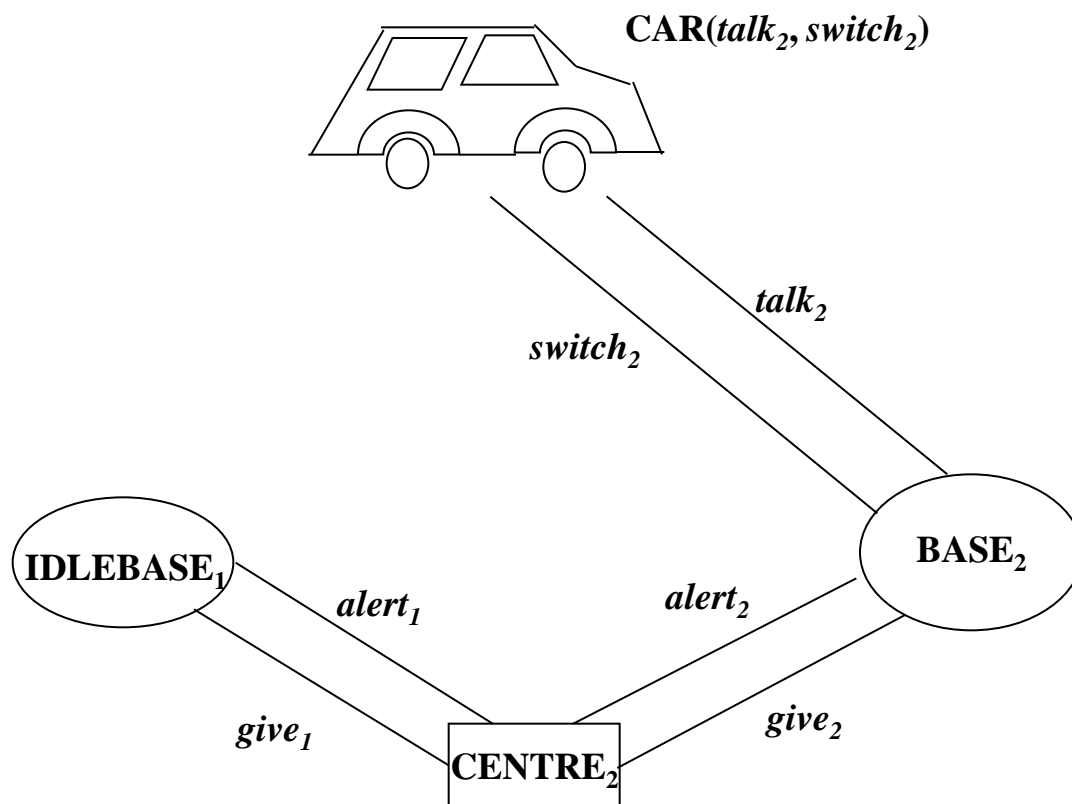 CAR(talk₂, switch₂)
talk₂
switch₂
BASE₂
IDLEBASE₁
alert₁
alert₂
give₁
give₂
CENTRE₂